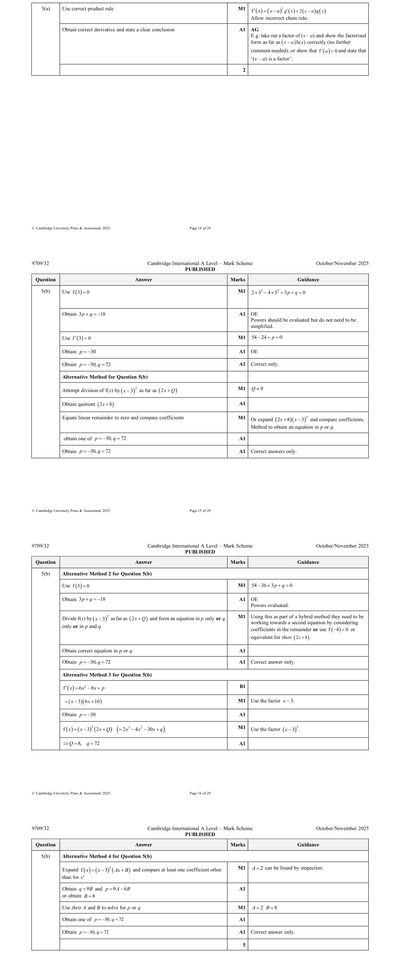 5(a) Use correct product rule M1 f′(x) = (x − a)² g′(x) + 2(x − a)g(x)
Allow incorrect chain rule.
Obtain correct derivative and state a clear conclusion A1 AG
E.g. take out a factor of (x − a) and show the factorised
form as far as (x − a)h(x) correctly (no further
comment needed), or show that f′(a) = 0 and state that
‘(x − a) is a factor’.
2
© Cambridge University Press & Assessment 2025 Page 14 of 29
9709/32 Cambridge International A Level – Mark Scheme October/November 2025
PUBLISHED
Question Answer Marks Guidance
5(b) Use f(3) = 0 M1 2×3³ − 4×3² + 3p + q = 0
Obtain 3p + q = −18 A1 OE
Powers should be evaluated but do not need to be
simplified.
Use f′(3) = 0 M1 54 − 24 + p = 0
Obtain p = −30 A1 OE
Obtain p = −30, q = 72 A1 Correct only.
Alternative Method for Question 5(b)
Attempt division of f(x) by (x − 3)² as far as (2x + Q) M1 Q ≠ 0
Obtain quotient (2x + 8) A1
Equate linear remainder to zero and compare coefficients M1 Or expand (2x + 8)(x − 3)² and compare coefficients.
Method to obtain an equation in p or q.
obtain one of p = −30, q = 72 A1
Obtain p = −30, q = 72 A1 Correct answers only.
© Cambridge University Press & Assessment 2025 Page 15 of 29
9709/32 Cambridge International A Level – Mark Scheme October/November 2025
PUBLISHED
Question Answer Marks Guidance
5(b) Alternative Method 2 for Question 5(b)
Use f(3) = 0 M1 54 − 36 + 3p + q = 0
Obtain 3p + q = −18 A1 OE
Powers evaluated.
Divide f(x) by (x − 3)² as far as (2x + Q) and form an equation in p only or q
only or in p and q M1 Using this as part of a hybrid method they need to be
working towards a second equation by considering
coefficients in the remainder or use f(−4) = 0 or
equivalent for their (2x + 8).
Obtain correct equation in p or q A1
Obtain p = −30, q = 72 A1 Correct answer only.
Alternative Method 3 for Question 5(b)
f′(x) = 6x² − 8x + p B1
= (x − 3)(6x + 10) M1 Use the factor x − 3.
Obtain p = −30 A1
f(x) = (x − 3)²(2x + Q) (= 2x³ − 4x² − 30x + q) M1 Use the factor (x − 3)².
⇒ Q = 8, q = 72 A1
© Cambridge University Press & Assessment 2025 Page 16 of 29
9709/32 Cambridge International A Level – Mark Scheme October/November 2025
PUBLISHED
Question Answer Marks Guidance
5(b) Alternative Method 4 for Question 5(b)
Expand f(x) = (x − 3)²(Ax + B) and compare at least one coefficient other
than for x³ M1 A = 2 can be found by inspection.
Obtain q = 9B and p = 9A − 6B
or obtain B = 8 A1
Use their A and B to solve for p or q M1 A = 2 B = 8
Obtain one of p = −30, q = 72 A1
Obtain p = −30, q = 72 A1 Correct answer only.
5